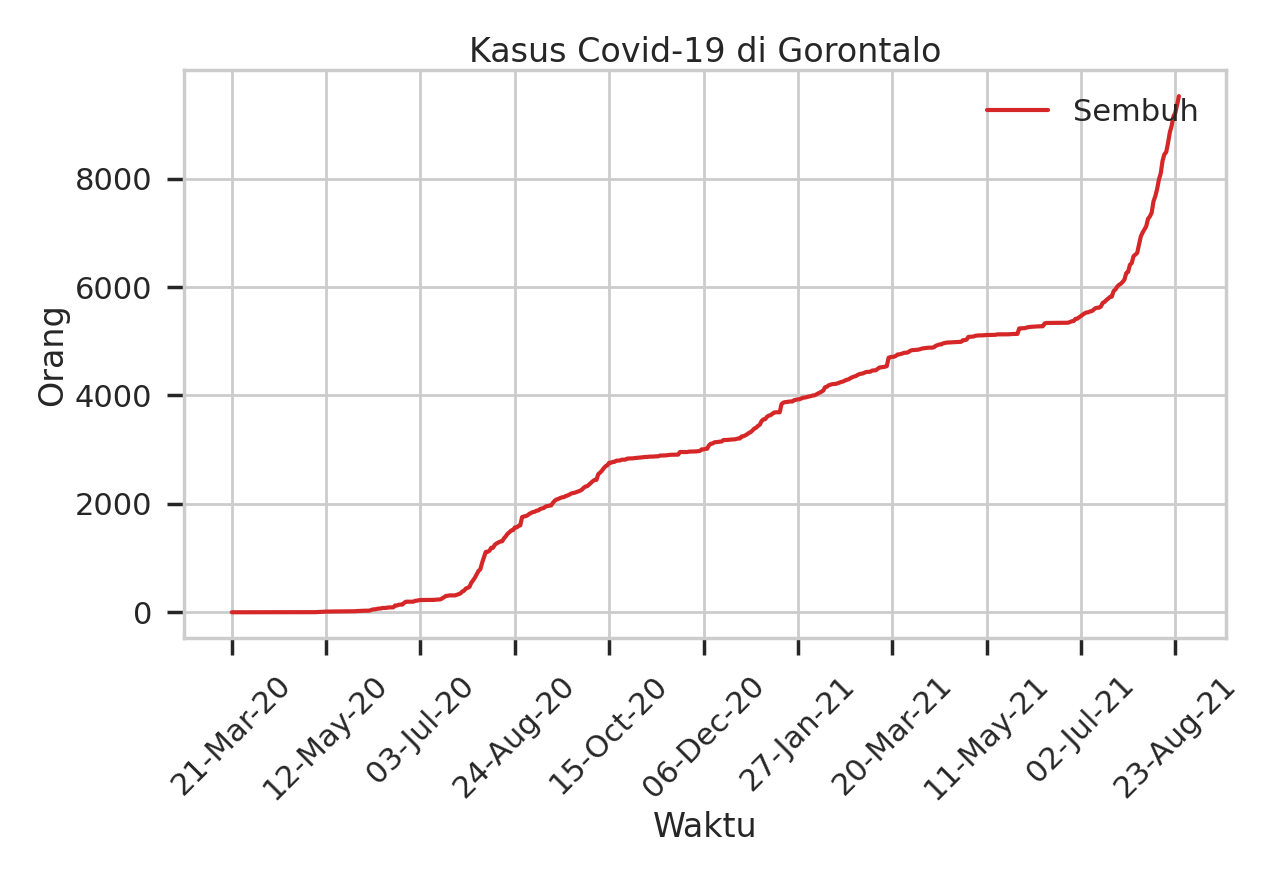 Kasus Covid-19 di Gorontalo
Sembuh
8000
6000
4000
2000
0
Orang
21-Mar-20
12-May-20
03-Jul-20
24-Aug-20
15-Oct-20
06-Dec-20
27-Jan-21
20-Mar-21
11-May-21
02-Jul-21
23-Aug-21
Waktu